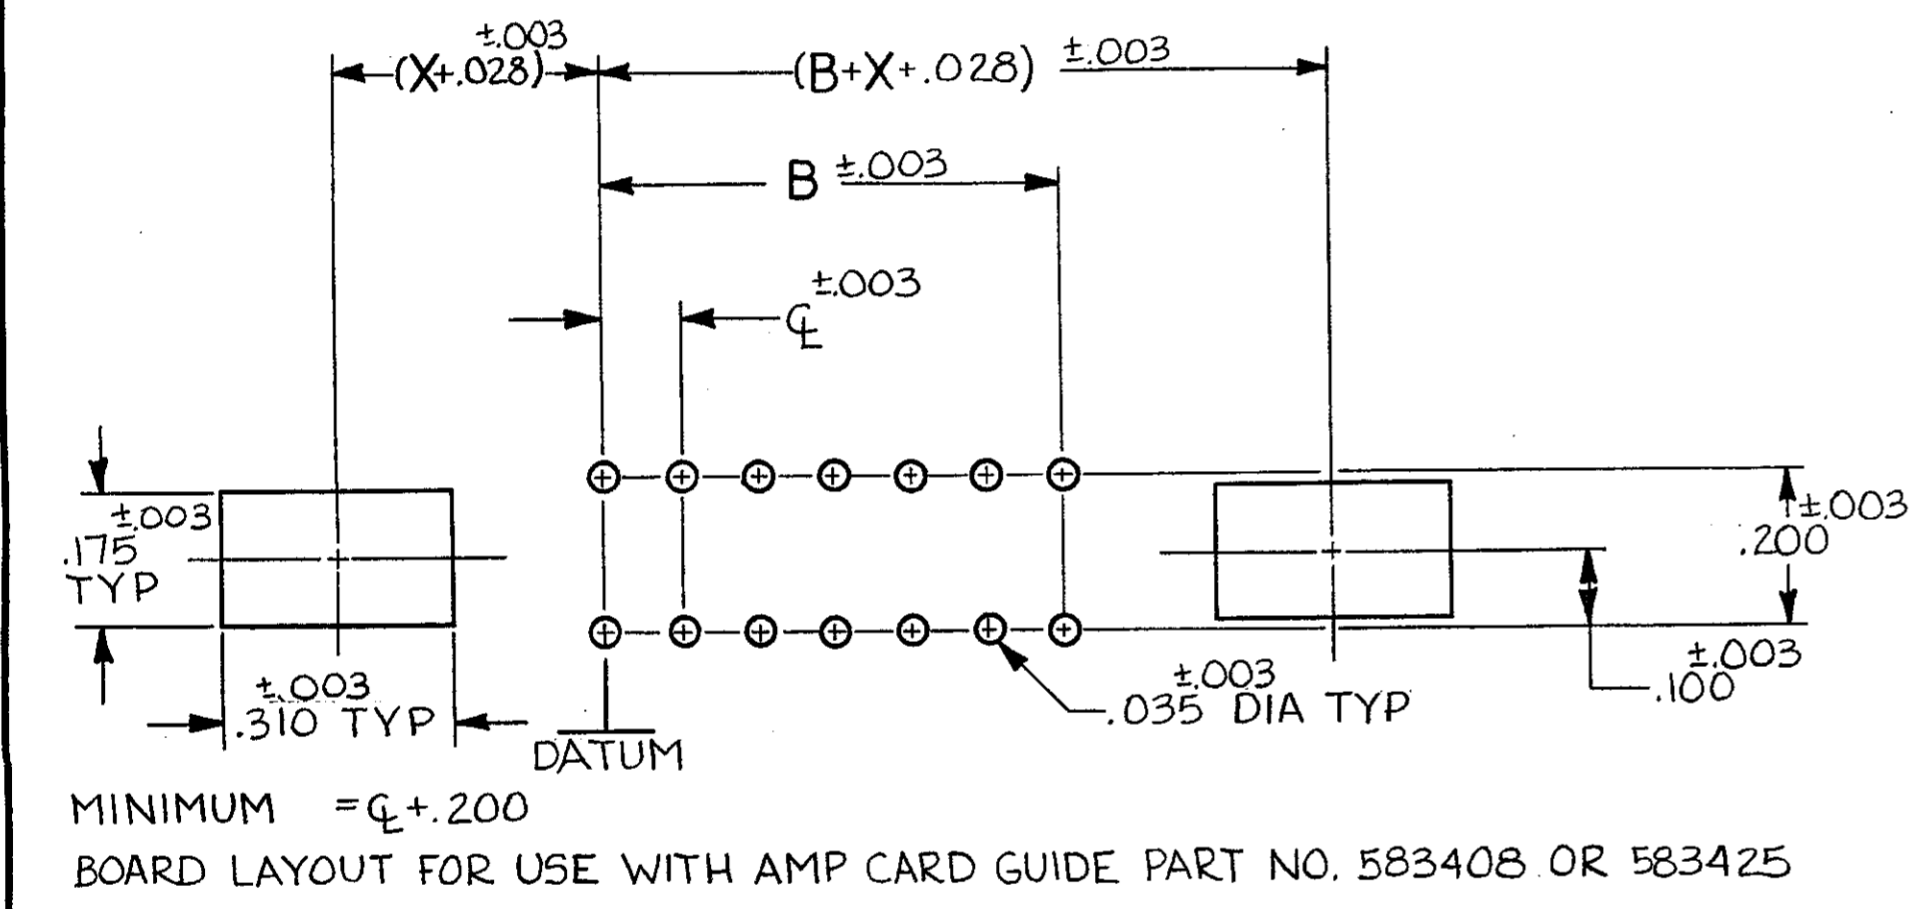 ±.003
(X+.028)
(B+X+.028) ±.003
B ±.003
±.003
℄
±.003
.175
TYP
±.003
.310 TYP
DATUM
±.003
.035 DIA TYP
±.003
.200
±.003
.100
MINIMUM =℄+.200
BOARD LAYOUT FOR USE WITH AMP CARD GUIDE PART NO. 583408 OR 583425